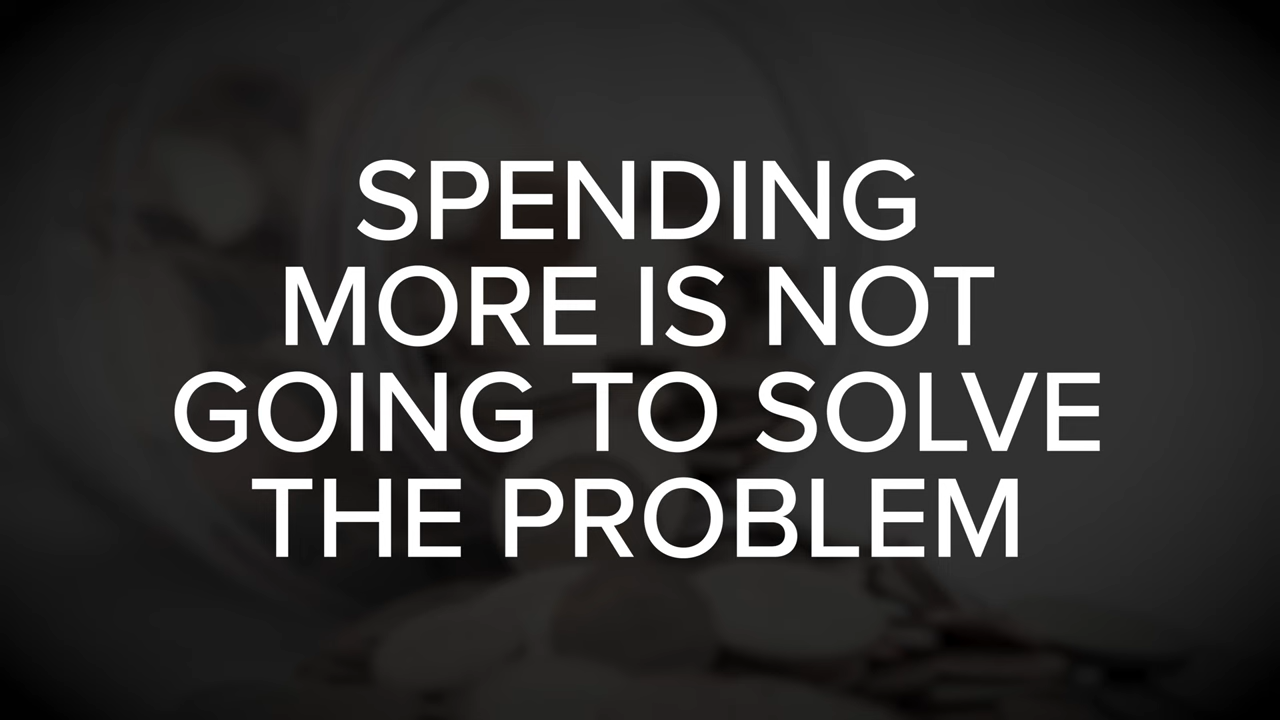 SPENDING
MORE IS NOT
GOING TO SOLVE
THE PROBLEM